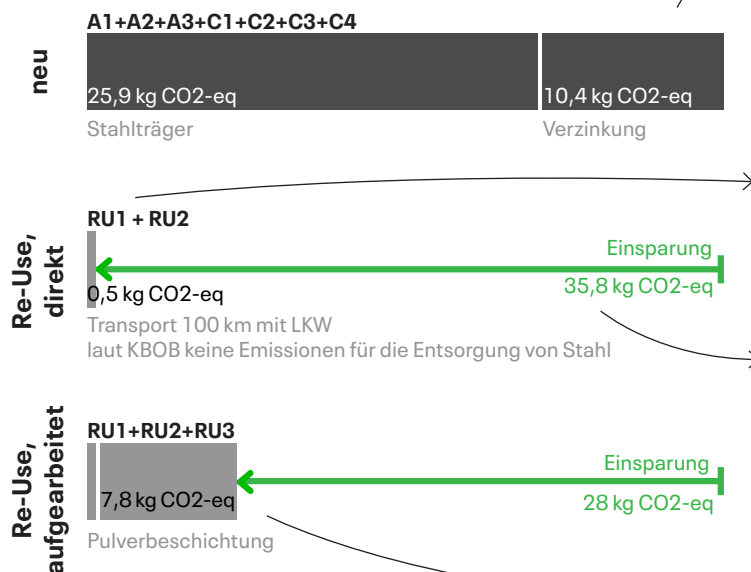 neu
A1+A2+A3+C1+C2+C3+C4
25,9 kg CO2-eq
10,4 kg CO2-eq
Stahlträger
Verzinkung
Re-Use,
direkt
RU1 + RU2
Einsparung
35,8 kg CO2-eq
0,5 kg CO2-eq
Transport 100 km mit LKW
laut KBOB keine Emissionen für die Entsorgung von Stahl
Re-Use,
aufgearbeitet
RU1+RU2+RU3
Einsparung
28 kg CO2-eq
7,8 kg CO2-eq
Pulverbeschichtung